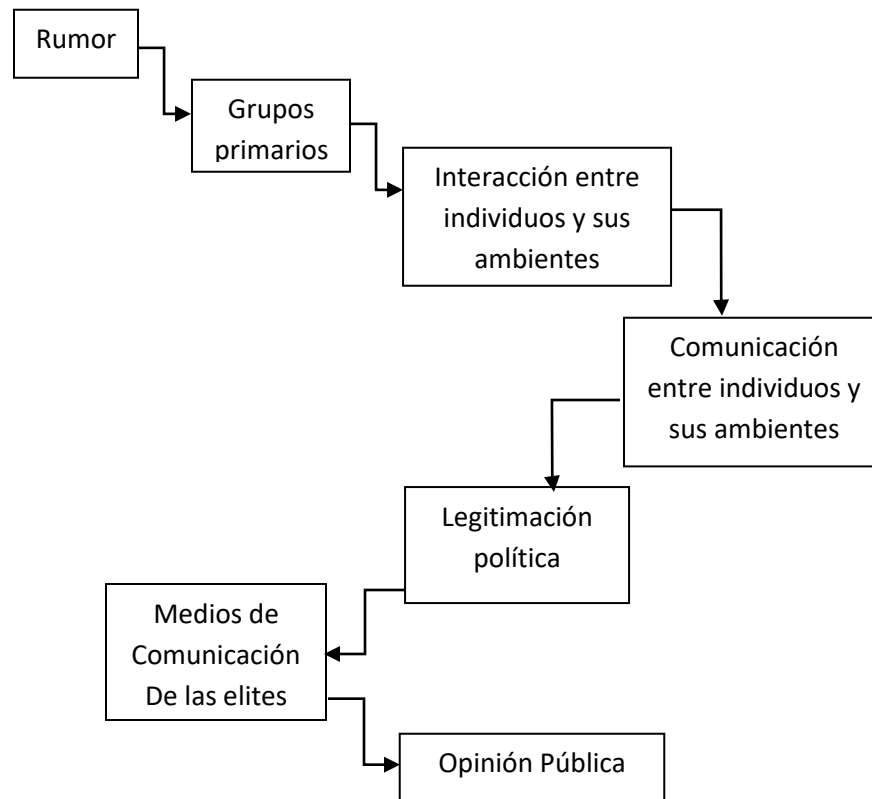 Rumor
Grupos
primarios
Interacción entre
individuos y sus
ambientes
Comunicación
entre individuos y
sus ambientes
Legitimación
política
Medios de
Comunicación
De las elites
Opinión Pública